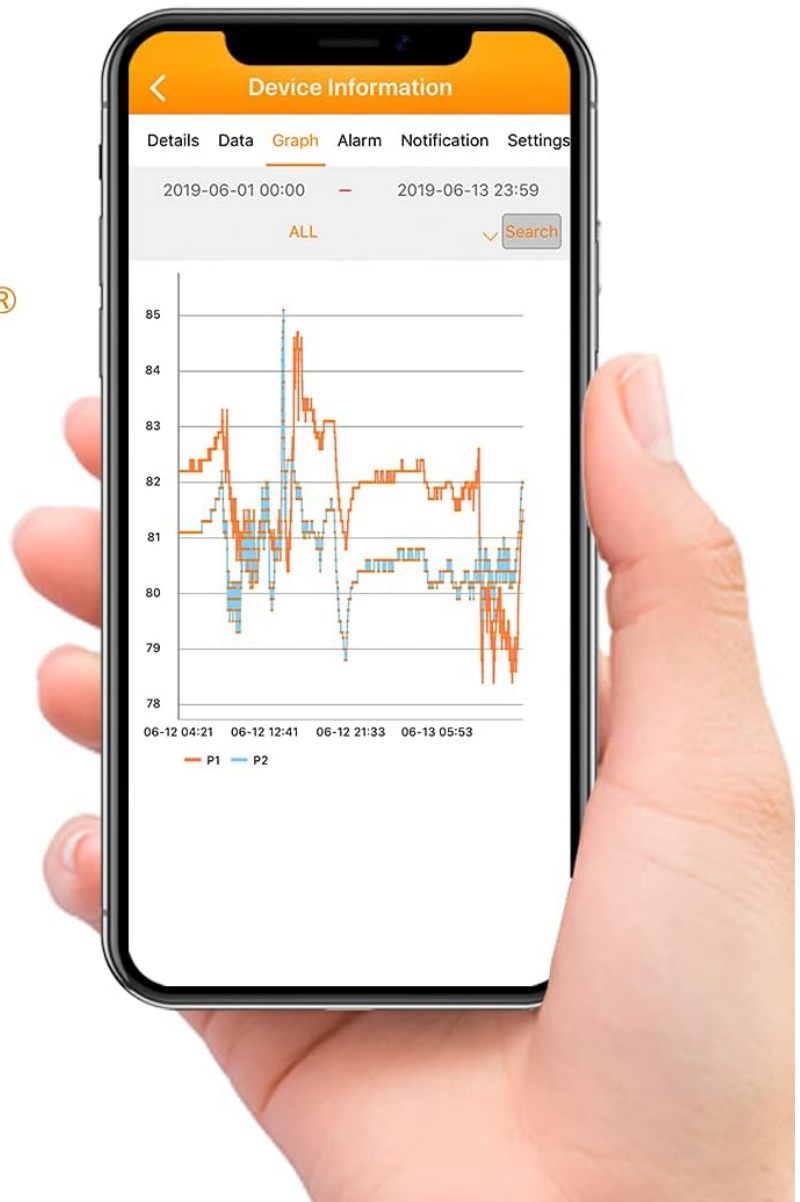 Device Information
Details Data Graph Alarm Notification Settings
2019-06-01 00:00 — 2019-06-13 23:59
ALL Search
®
85
84
83
82
81
80
79
78
06-12 04:21 06-12 12:41 06-12 21:33 06-13 05:53
P1 P2